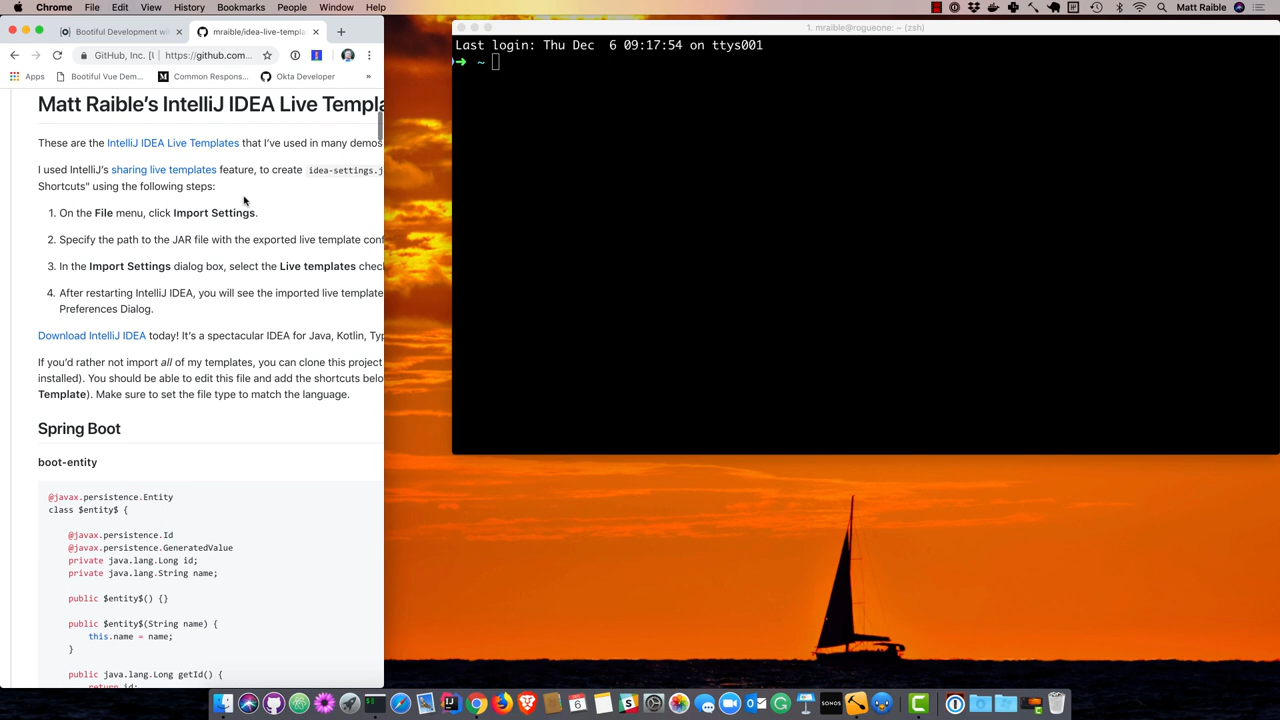 Chrome File Edit View History Bookmarks People Window Help Matt Raible
Bootiful Development wi
mraible/idea-live-templa
GitHub, Inc. [ https://github.com
Apps Bootiful Vue Dem... Common Respons... Okta Developer »
Matt Raible’s IntelliJ IDEA Live Templa
These are the IntelliJ IDEA Live Templates that I’ve used in many demos
I used IntelliJ’s sharing live templates feature, to create idea-settings.j
Shortcuts" using the following steps:
1. On the File menu, click Import Settings.
2. Specify the path to the JAR file with the exported live template conf
3. In the Import Settings dialog box, select the Live templates chec
4. After restarting IntelliJ IDEA, you will see the imported live template
Preferences Dialog.
Download IntelliJ IDEA today! It’s a spectacular IDEA for Java, Kotlin, Typ
If you’d rather not import all of my templates, you can clone this project
installed). You should be able to edit this file and add the shortcuts belo
Template). Make sure to set the file type to match the language.
Spring Boot
boot-entity
@javax.persistence.Entity
class $entity$ {
@javax.persistence.Id
@javax.persistence.GeneratedValue
private java.lang.Long id;
private java.lang.String name;
public $entity$() {}
public $entity$(String name) {
this.name = name;
}
public java.lang.Long getId() {
return id;
1. mraible@rogueone: ~ (zsh)
Last login: Thu Dec  6 09:17:54 on ttys001
➜ ~
6
SONOS